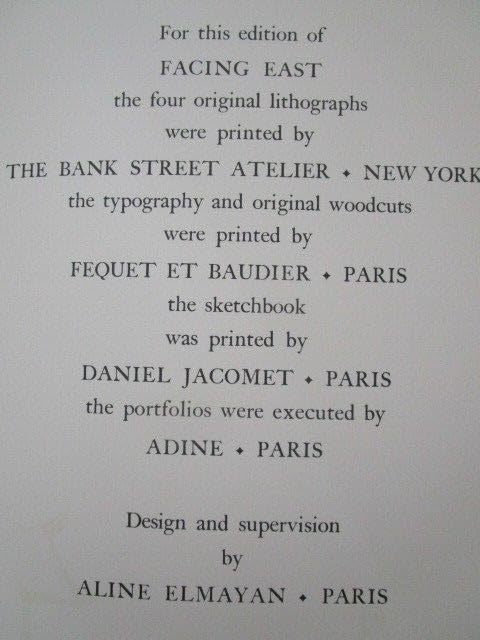 For this edition of
FACING EAST
the four original lithographs
were printed by
THE BANK STREET ATELIER ✦ NEW YORK
the typography and original woodcuts
were printed by
FEQUET ET BAUDIER ✦ PARIS
the sketchbook
was printed by
DANIEL JACOMET ✦ PARIS
the portfolios were executed by
ADINE ✦ PARIS
Design and supervision
by
ALINE ELMAYAN ✦ PARIS